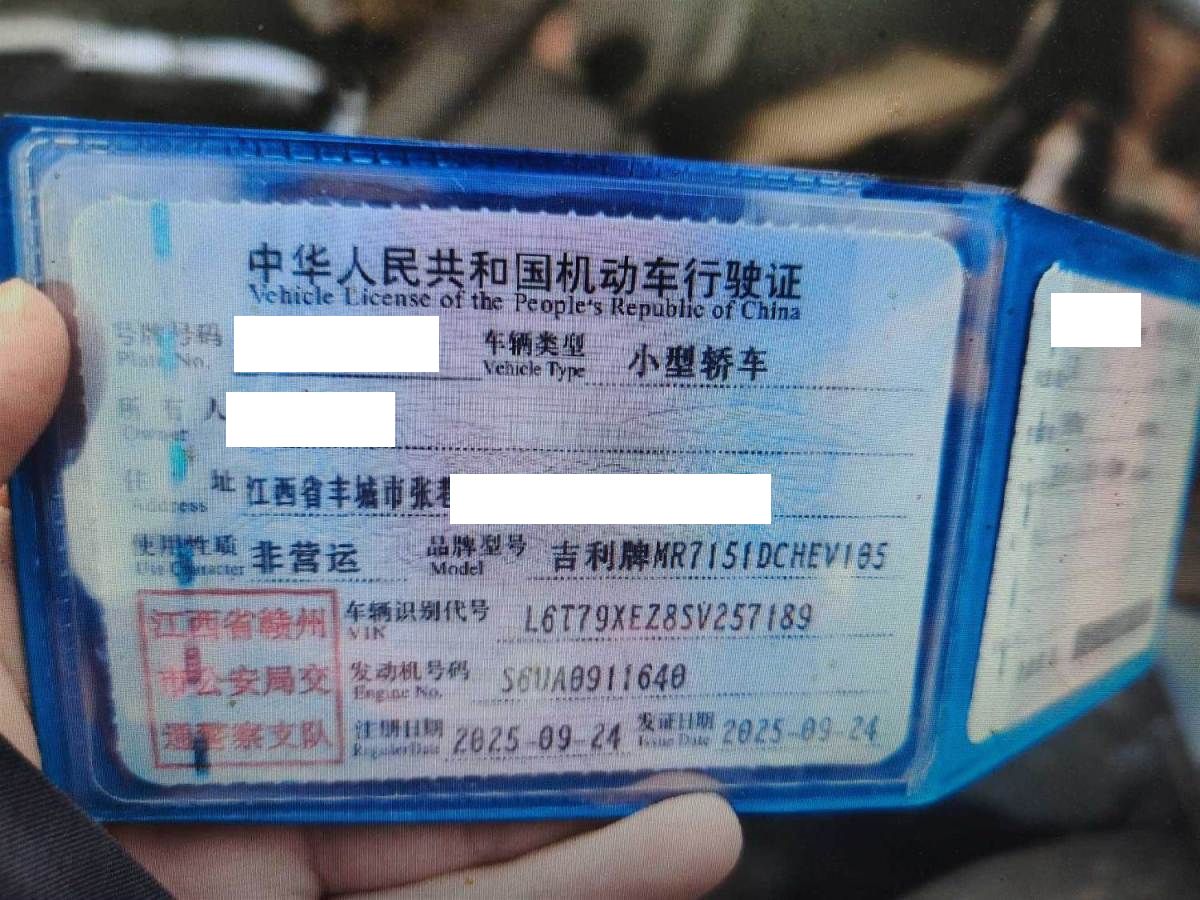 中华人民共和国机动车行驶证
Vehicle License of the People's Republic of China
号牌号码 车辆类型 小型轿车
Plate No. Vehicle Type
所有人
Owner
住址 江西省丰城市张巷
Address
使用性质 非营运 品牌型号 吉利牌MR7151DCHEV105
Use Character Model
江西省赣州
市公安局交
通警察支队
车辆识别代号 L6T79XEZ8SV257189
VIN
发动机号码 S6UA0911640
Engine No.
注册日期 2025-09-24 发证日期 2025-09-24
Register Date Issue Date